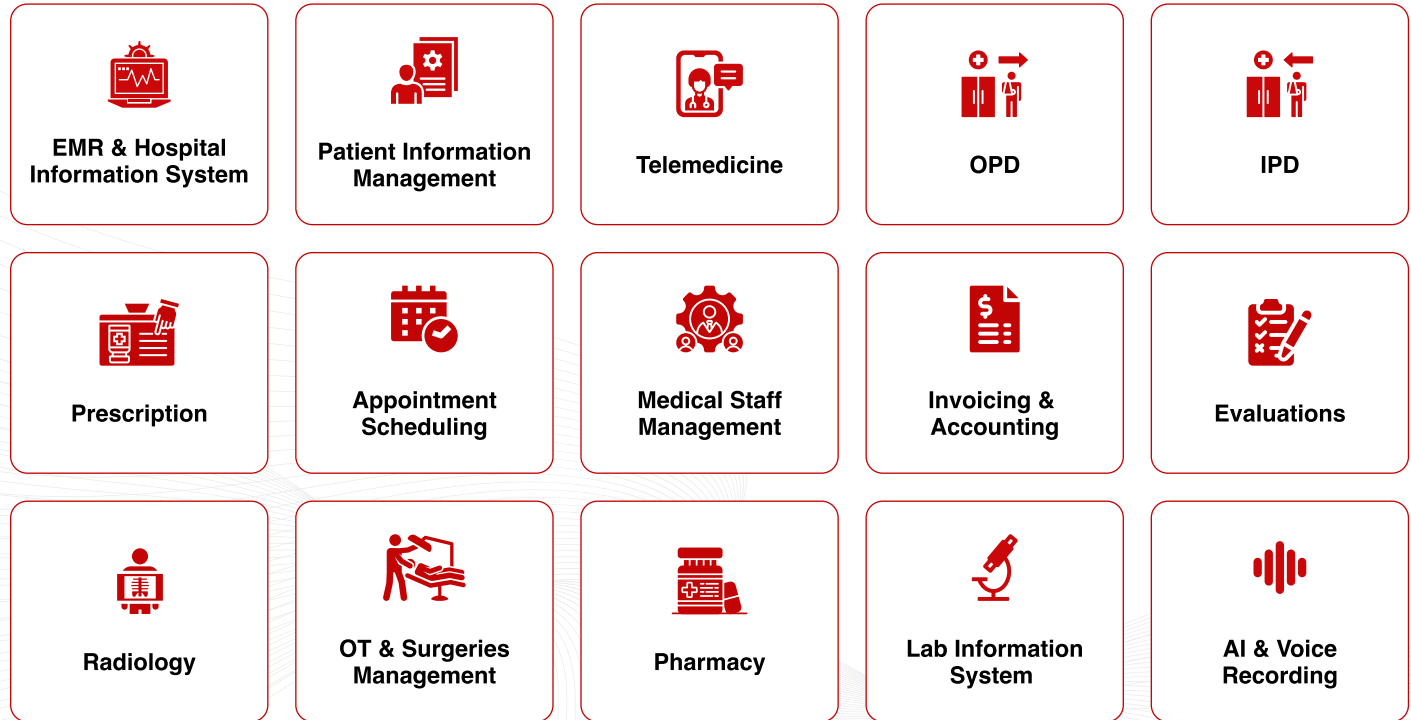 EMR & Hospital
Information System
Patient Information
Management
Telemedicine
OPD
IPD
Prescription
Appointment
Scheduling
Medical Staff
Management
Invoicing &
Accounting
Evaluations
Radiology
OT & Surgeries
Management
Pharmacy
Lab Information
System
AI & Voice
Recording